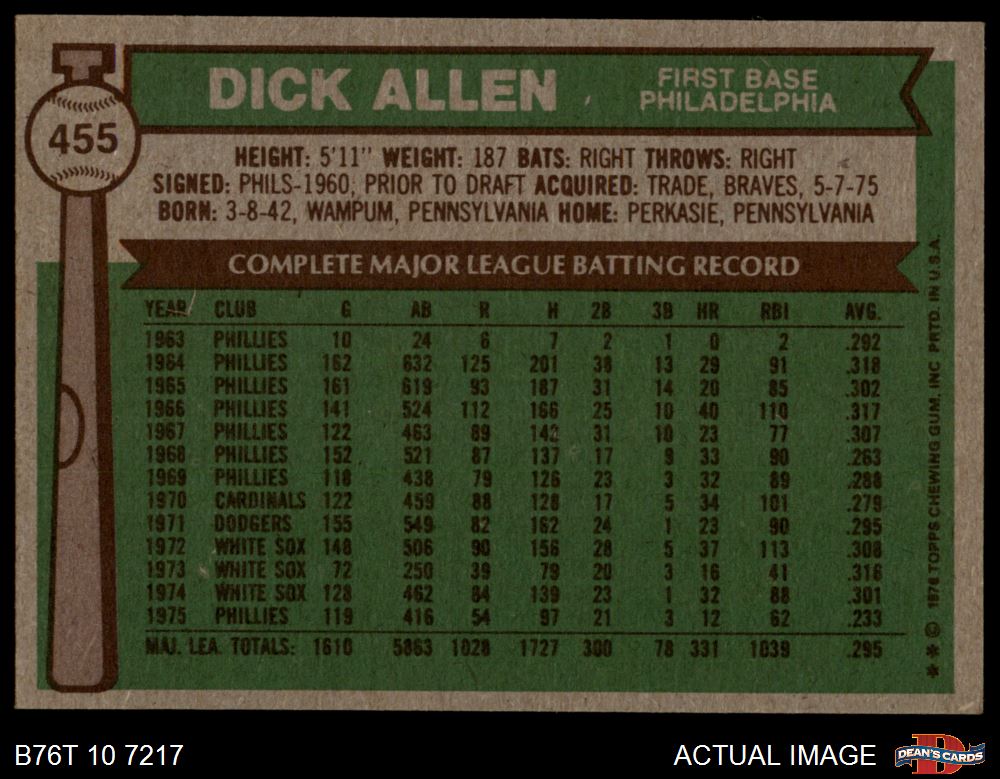 455
DICK ALLEN
FIRST BASE
PHILADELPHIA
HEIGHT: 5'11" WEIGHT: 187 BATS: RIGHT THROWS: RIGHT
SIGNED: PHILS-1960, PRIOR TO DRAFT ACQUIRED: TRADE, BRAVES, 5-7-75
BORN: 3-8-42, WAMPUM, PENNSYLVANIA HOME: PERKASIE, PENNSYLVANIA
COMPLETE MAJOR LEAGUE BATTING RECORD
YEAR CLUB G AB R H 2B 3B HR RBI AVG.
1963 PHILLIES 10 24 6 7 2 1 0 2 .292
1964 PHILLIES 162 632 125 201 38 13 29 91 .318
1965 PHILLIES 161 619 93 187 31 14 20 85 .302
1966 PHILLIES 141 524 112 166 25 10 40 110 .317
1967 PHILLIES 122 463 89 142 31 10 23 77 .307
1968 PHILLIES 152 521 87 137 17 9 33 90 .263
1969 PHILLIES 118 438 79 126 23 3 32 89 .288
1970 CARDINALS 122 459 88 128 17 5 34 101 .279
1971 DODGERS 155 549 82 162 24 1 23 90 .295
1972 WHITE SOX 148 506 90 156 28 5 37 113 .308
1973 WHITE SOX 72 250 39 79 20 3 16 41 .316
1974 WHITE SOX 128 462 84 139 23 1 32 88 .301
1975 PHILLIES 119 416 54 97 21 3 12 62 .233
MAJ. LEA. TOTALS: 1610 5863 1028 1727 300 78 331 1039 .295
** © 1976 TOPPS CHEWING GUM, INC PRTD. IN U.S.A.
B76T 10 7217
ACTUAL IMAGE
DEAN'S CARDS